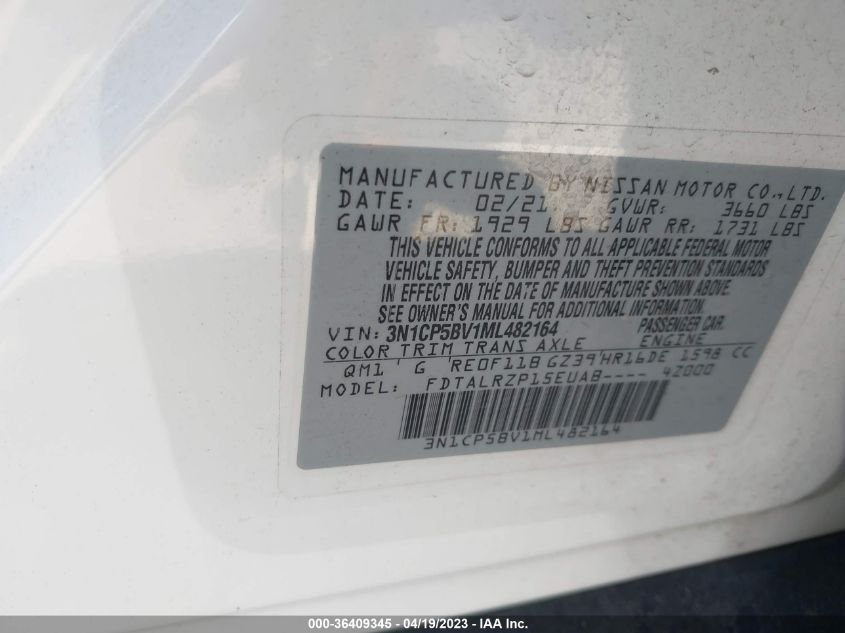 MANUFACTURED BY NISSAN MOTOR CO.,LTD.
DATE: 02/21 GVWR: 3660 LBS
GAWR FR: 1929 LBS GAWR RR: 1731 LBS
THIS VEHICLE CONFORMS TO ALL APPLICABLE FEDERAL MOTOR
VEHICLE SAFETY, BUMPER AND THEFT PREVENTION STANDARDS
IN EFFECT ON THE DATE OF MANUFACTURE SHOWN ABOVE.
SEE OWNER'S MANUAL FOR ADDITIONAL INFORMATION.
VIN: 3N1CP5BV1ML482164 PASSENGER CAR.
COLOR TRIM TRANS AXLE ENGINE
QM1 G RE0F11B GZ39 HR16DE 1598 CC
MODEL: FDTALRZP15EUAB---- 4Z000
3N1CP5BV1ML482164
000-36409345 - 04/19/2023 - IAA Inc.